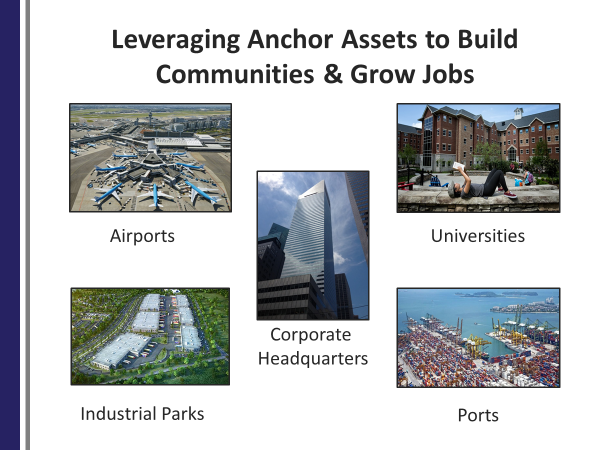 Leveraging Anchor Assets to Build
Communities & Grow Jobs
Airports
Universities
Corporate
Headquarters
Industrial Parks
Ports